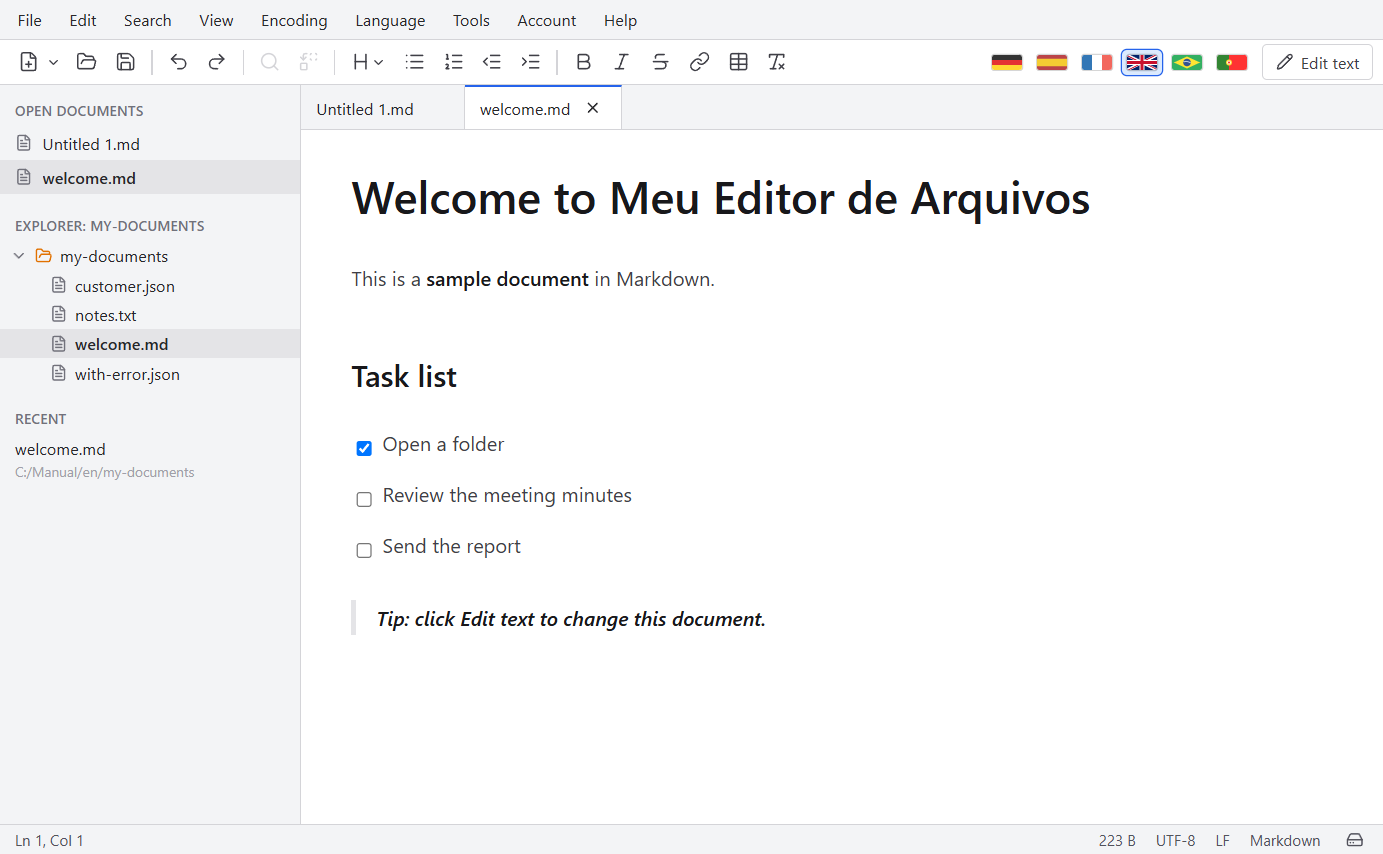 File Edit Search View Encoding Language Tools Account Help
H B I S Edit text
OPEN DOCUMENTS
Untitled 1.md
welcome.md
EXPLORER: MY-DOCUMENTS
my-documents
customer.json
notes.txt
welcome.md
with-error.json
RECENT
welcome.md
C:/Manual/en/my-documents
Untitled 1.md welcome.md
Welcome to Meu Editor de Arquivos
This is a sample document in Markdown.
Task list
Open a folder
Review the meeting minutes
Send the report
Tip: click Edit text to change this document.
Ln 1, Col 1 223 B UTF-8 LF Markdown